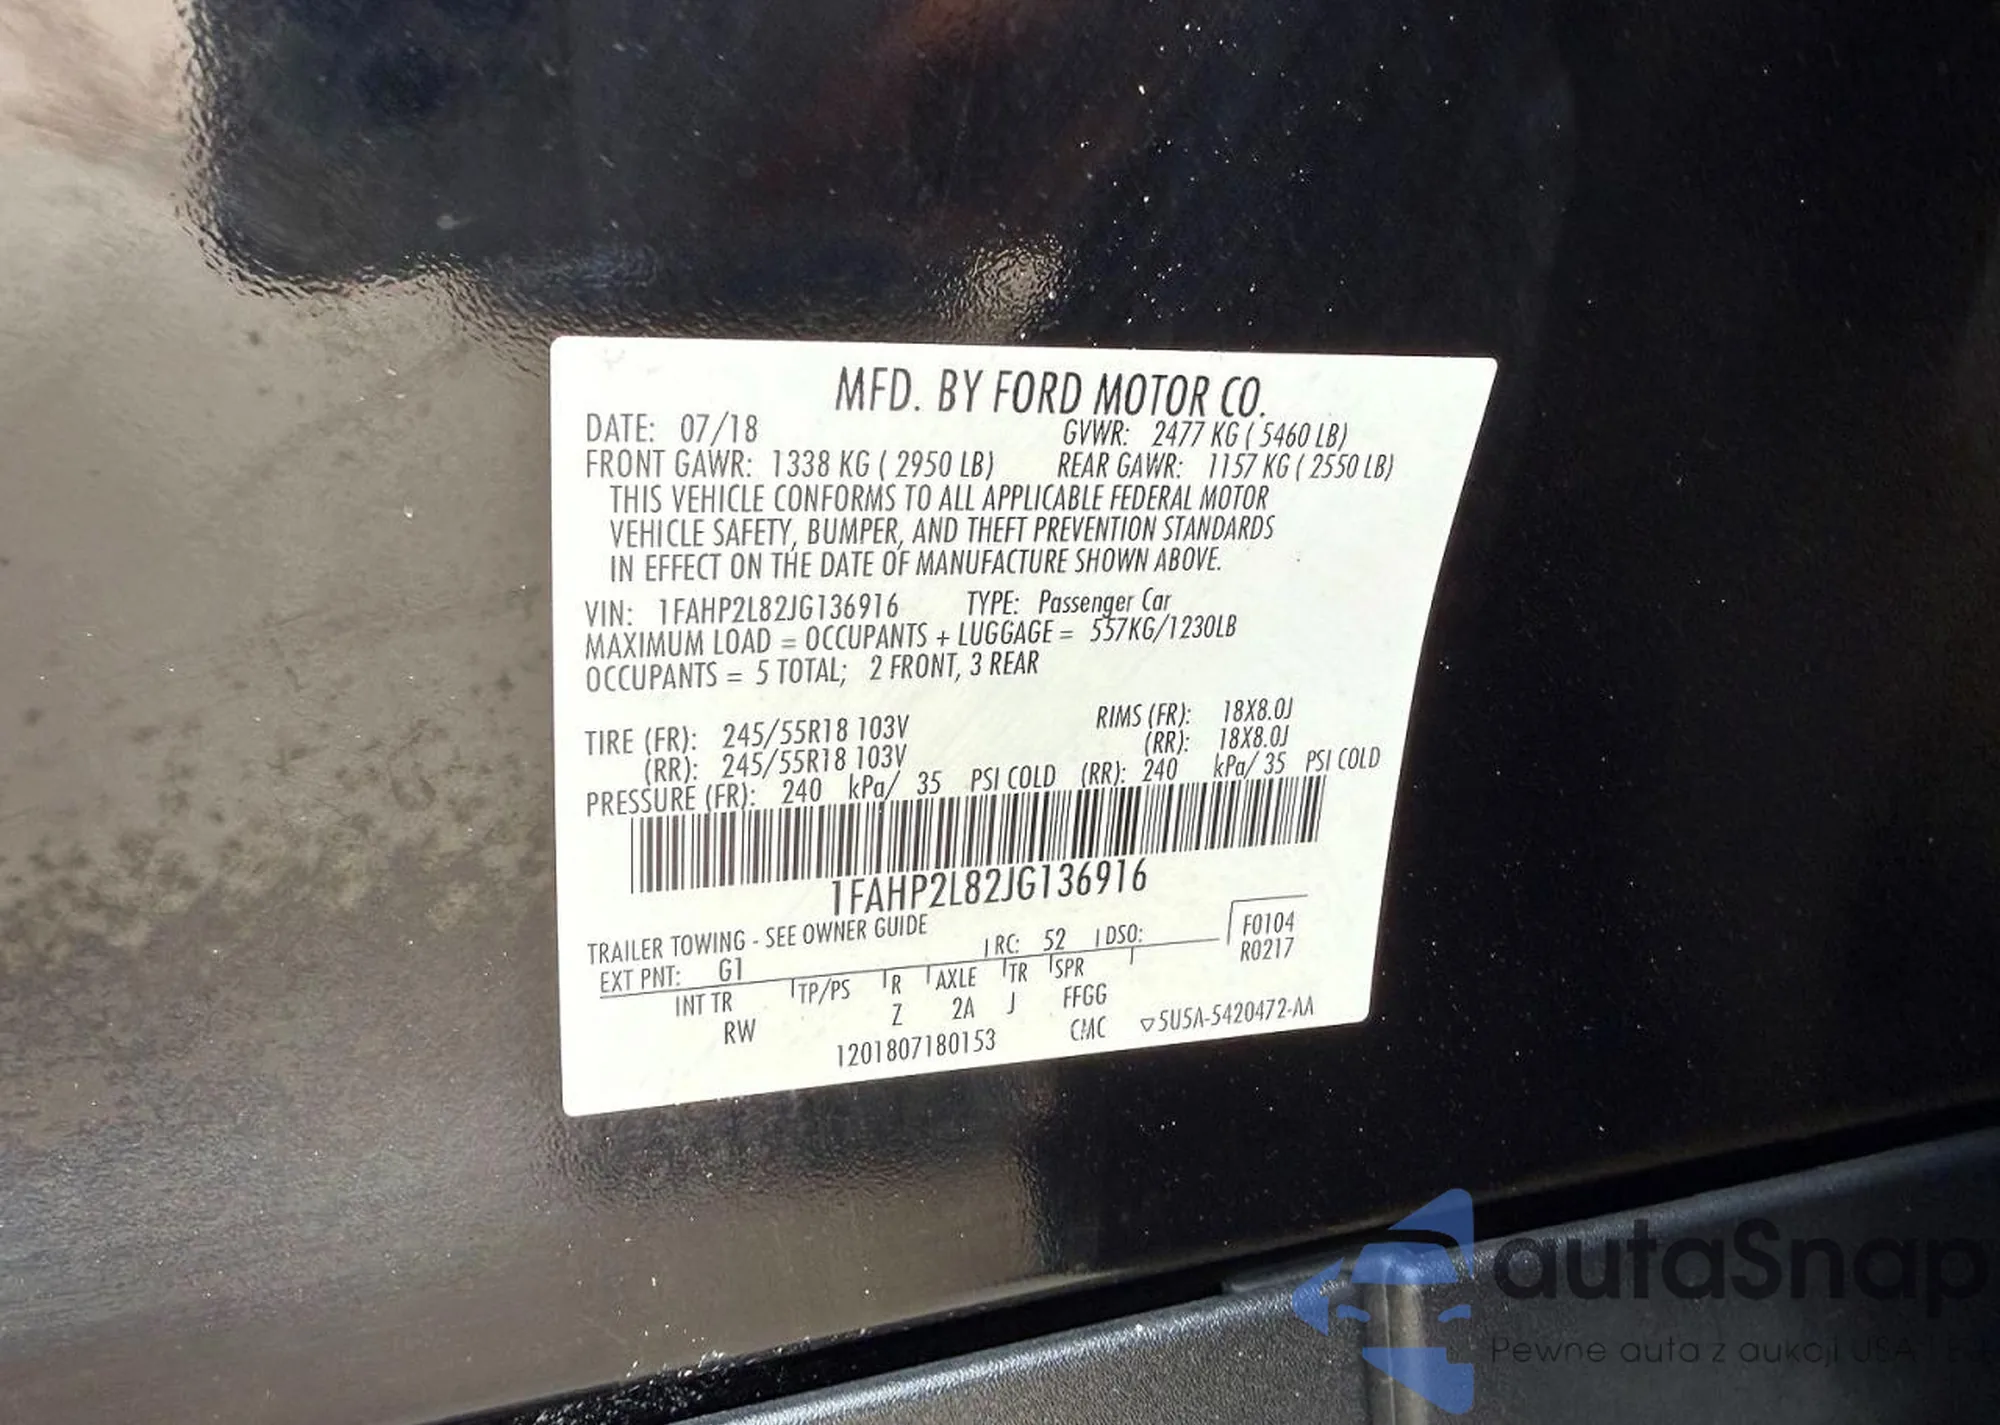 MFD. BY FORD MOTOR CO.
DATE: 07/18 GVWR: 2477 KG ( 5460 LB)
FRONT GAWR: 1338 KG ( 2950 LB) REAR GAWR: 1157 KG ( 2550 LB)
THIS VEHICLE CONFORMS TO ALL APPLICABLE FEDERAL MOTOR
VEHICLE SAFETY, BUMPER, AND THEFT PREVENTION STANDARDS
IN EFFECT ON THE DATE OF MANUFACTURE SHOWN ABOVE.
VIN: 1FAHP2L82JG136916 TYPE: Passenger Car
MAXIMUM LOAD = OCCUPANTS + LUGGAGE = 557KG/1230LB
OCCUPANTS = 5 TOTAL; 2 FRONT, 3 REAR
TIRE (FR): 245/55R18 103V RIMS (FR): 18X8.0J
(RR): 245/55R18 103V (RR): 18X8.0J
PRESSURE (FR): 240 kPa/ 35 PSI COLD (RR): 240 kPa/ 35 PSI COLD
1FAHP2L82JG136916
TRAILER TOWING - SEE OWNER GUIDE
EXT PNT: G1 RC: 52 DSO: F0104
R0217
INT TR TP/PS R AXLE TR SPR
RW Z 2A J FFGG
1201807180153 CMC ▽5U5A-5420472-AA
autaSnap
Pewne auta z aukcji USA